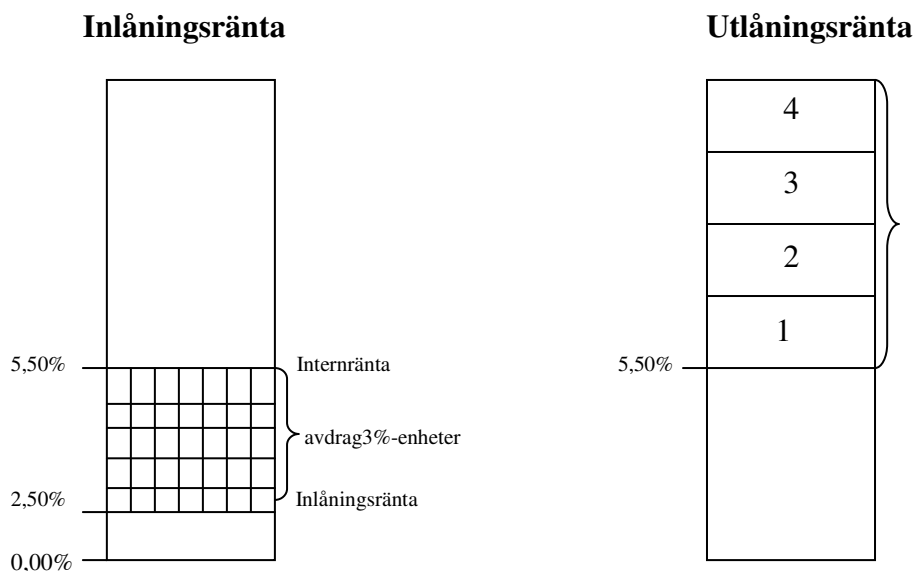 Inlåningsränta
Utlåningsränta
4
3
2
1
5,50%
Internränta
5,50%
avdrag3%-enheter
2,50%
Inlåningsränta
0,00%